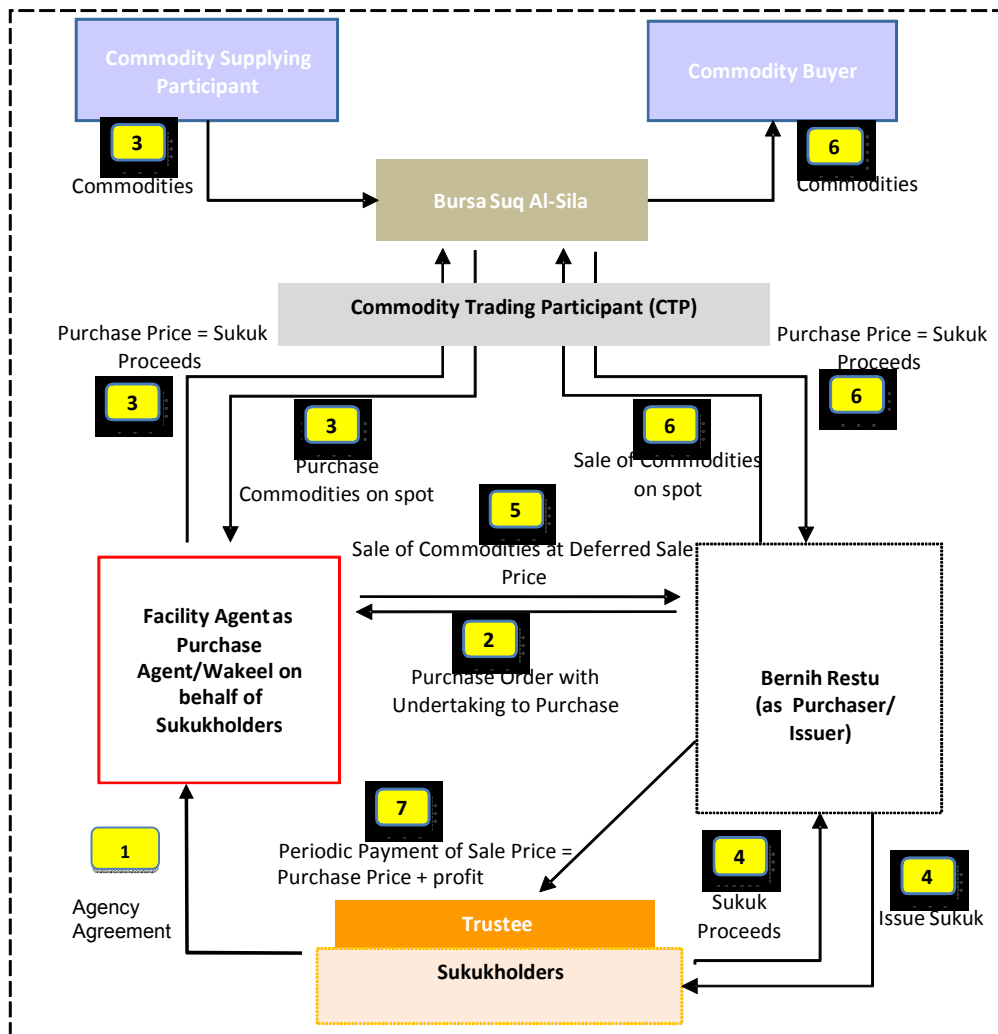 Commodity Supplying
Participant
Commodity Buyer
3
Commodities
6
Commodities
Bursa Suq Al-Sila
Commodity Trading Participant (CTP)
Purchase Price = Sukuk
Proceeds
3
Purchase Price = Sukuk
Proceeds
6
3
Purchase
Commodities on spot
6
Sale of Commodities
on spot
5
Sale of Commodities at Deferred Sale
Price
Facility Agent as
Purchase
Agent/Wakeel on
behalf of
Sukukholders
2
Purchase Order with
Undertaking to Purchase
Bernih Restu
(as Purchaser/
Issuer)
7
Periodic Payment of Sale Price =
Purchase Price + profit
1
Agency
Agreement
4
Sukuk
Proceeds
4
Issue Sukuk
Trustee
Sukukholders